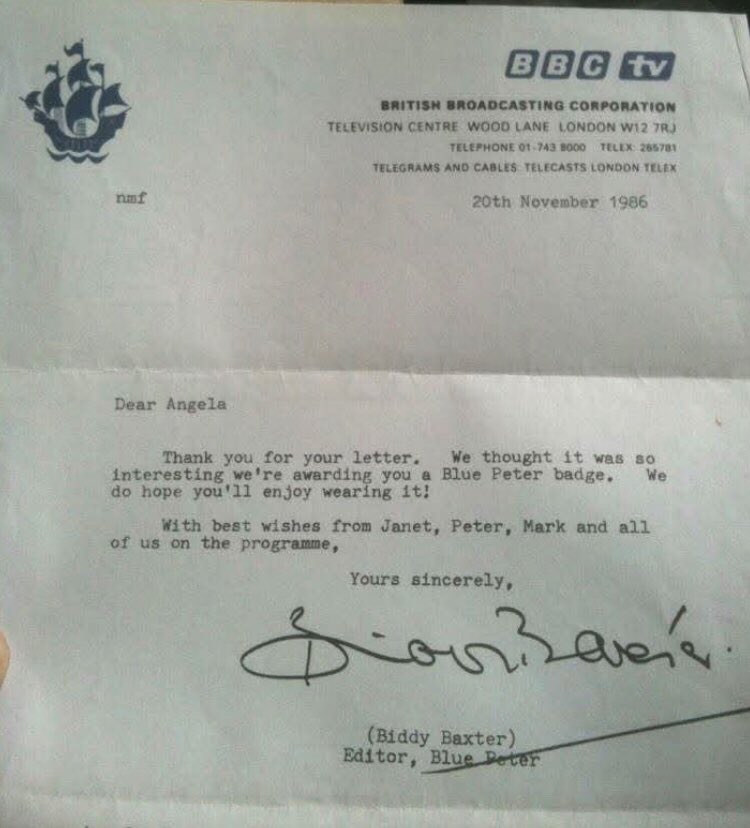 BBC tv
BRITISH BROADCASTING CORPORATION
TELEVISION CENTRE WOOD LANE LONDON W12 7RJ
TELEPHONE 01-743 8000 TELEX: 265781
TELEGRAMS AND CABLES: TELECASTS LONDON TELEX
nmf
20th November 1986
Dear Angela
Thank you for your letter. We thought it was so
interesting we're awarding you a Blue Peter badge. We
do hope you'll enjoy wearing it!
With best wishes from Janet, Peter, Mark and all
of us on the programme,
Yours sincerely,
Biddy Baxter.
(Biddy Baxter)
Editor, Blue Peter